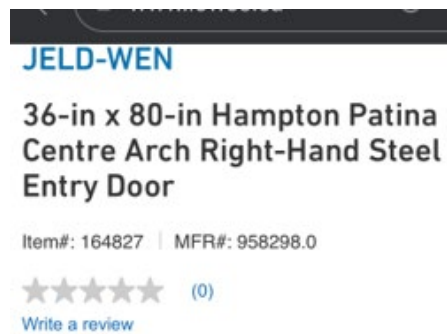 JELD-WEN
36-in x 80-in Hampton Patina
Centre Arch Right-Hand Steel
Entry Door
Item#: 164827 | MFR#: 958298.0
(0)
Write a review